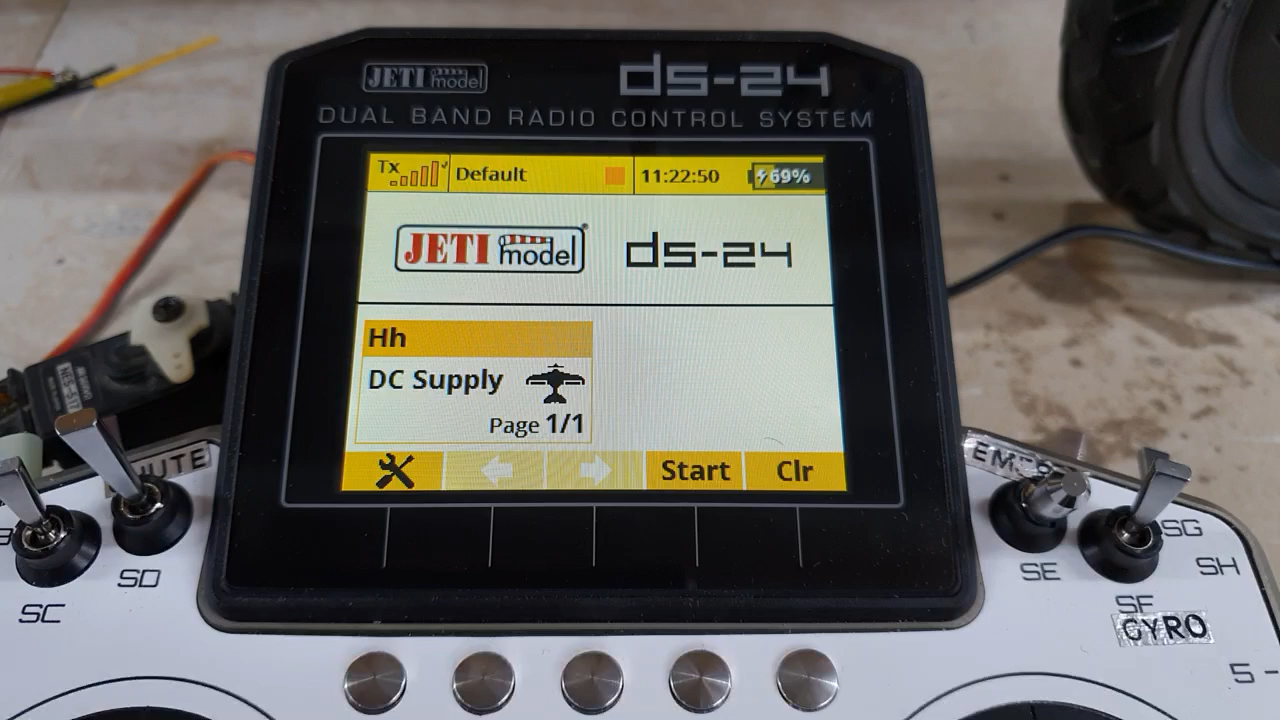 JETI model ds-24
DUAL BAND RADIO CONTROL SYSTEM
Tx Default 11:22:50 69%
JETI model ds-24
Hh
DC Supply
Page 1/1
Start Clr
SC
SD
SE
SG
SH
SF
GYRO
5-